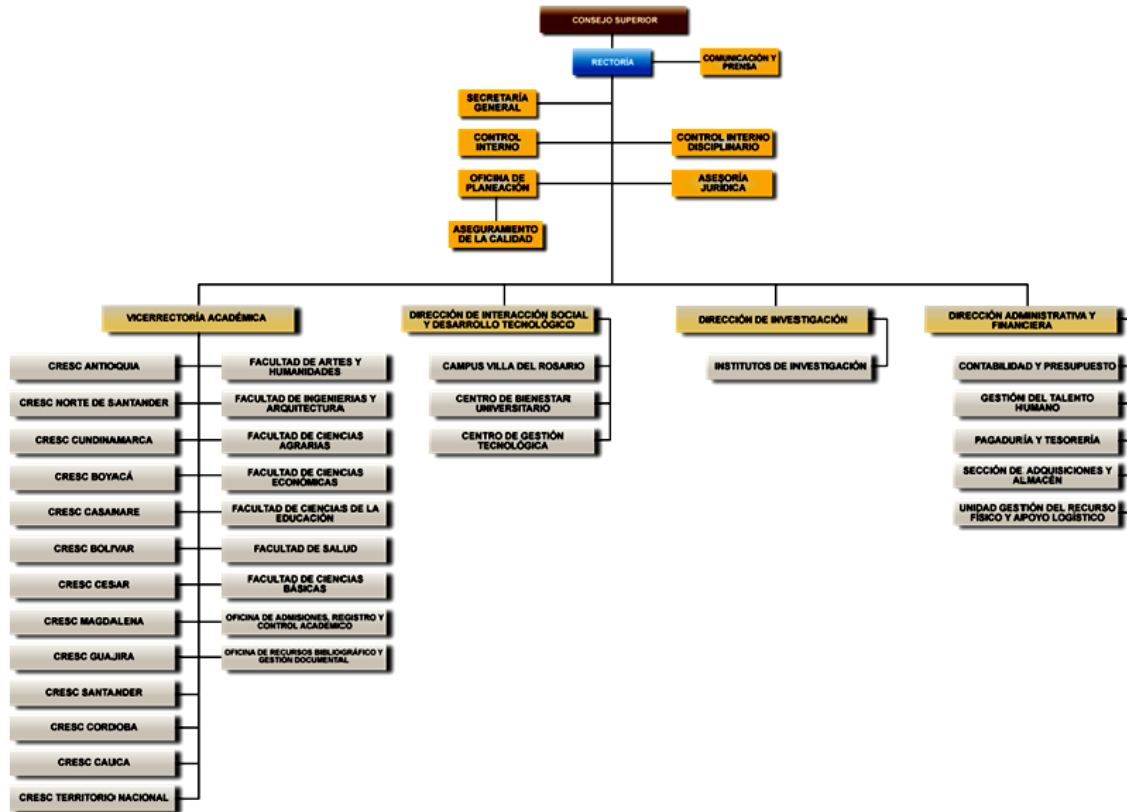 CONSEJO SUPERIOR
RECTORÍA
COMUNICACIÓN Y
PRENSA
SECRETARÍA
GENERAL
CONTROL
INTERNO
CONTROL INTERNO
DISCIPLINARIO
OFICINA DE
PLANEACIÓN
ASESORÍA
JURÍDICA
ASEGURAMIENTO
DE LA CALIDAD
VICERRECTORÍA ACADÉMICA
DIRECCIÓN DE INTERACCIÓN SOCIAL
Y DESARROLLO TECNOLÓGICO
DIRECCIÓN DE INVESTIGACIÓN
DIRECCIÓN ADMINISTRATIVA Y
FINANCIERA
CRESC ANTIOQUIA
CRESC NORTE DE SANTANDER
CRESC CUNDINAMARCA
CRESC BOYACÁ
CRESC CASANARE
CRESC BOLIVAR
CRESC CESAR
CRESC MAGDALENA
CRESC GUAJIRA
CRESC SANTANDER
CRESC CORDOBA
CRESC CAUCA
CRESC TERRITORIO NACIONAL
FACULTAD DE ARTES Y
HUMANIDADES
FACULTAD DE INGENIERIAS Y
ARQUITECTURA
FACULTAD DE CIENCIAS
AGRARIAS
FACULTAD DE CIENCIAS
ECONÓMICAS
FACULTAD DE CIENCIAS DE LA
EDUCACIÓN
FACULTAD DE SALUD
FACULTAD DE CIENCIAS
BÁSICAS
OFICINA DE ADMISIONES, REGISTRO Y
CONTROL ACADÉMICO
OFICINA DE RECURSOS BIBLIOGRÁFICO Y
GESTIÓN DOCUMENTAL
CAMPUS VILLA DEL ROSARIO
CENTRO DE BIENESTAR
UNIVERSITARIO
CENTRO DE GESTIÓN
TECNOLÓGICA
INSTITUTOS DE INVESTIGACIÓN
CONTABILIDAD Y PRESUPUESTO
GESTIÓN DEL TALENTO
HUMANO
PAGADURÍA Y TESORERÍA
SECCIÓN DE ADQUISICIONES Y
ALMACÉN
UNIDAD GESTIÓN DEL RECURSO
FÍSICO Y APOYO LOGÍSTICO